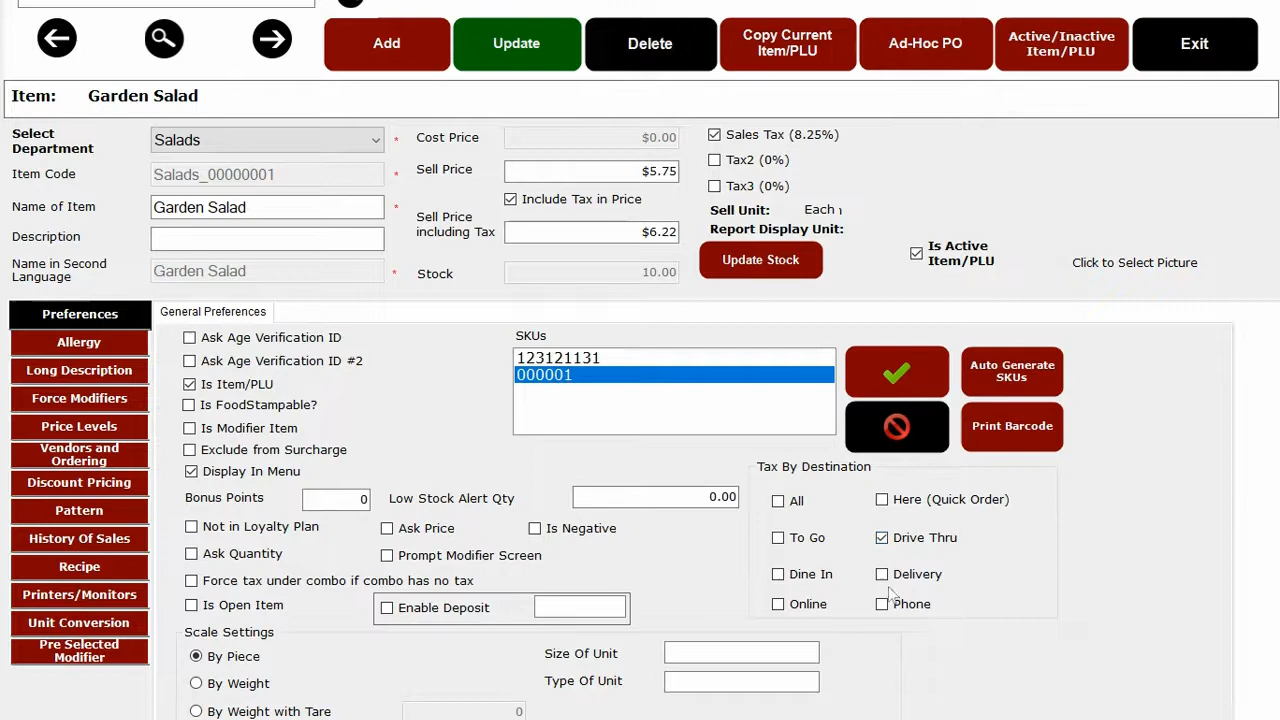 Add
Update
Delete
Copy Current
Item/PLU
Ad-Hoc PO
Active/Inactive
Item/PLU
Exit
Item: Garden Salad
Select
Department
Salads
*
Item Code
Salads_00000001
*
Name of Item
Garden Salad
*
Description
Name in Second
Language
Garden Salad
*
Cost Price
$0.00
Sell Price
$5.75
Include Tax in Price
Sell Price
including Tax
$6.22
Stock
10.00
Sales Tax (8.25%)
Tax2 (0%)
Tax3 (0%)
Sell Unit: Each 1
Report Display Unit:
Update Stock
Is Active
Item/PLU
Click to Select Picture
Preferences
Allergy
Long Description
Force Modifiers
Price Levels
Vendors and
Ordering
Discount Pricing
Pattern
History Of Sales
Recipe
Printers/Monitors
Unit Conversion
Pre Selected
Modifier
General Preferences
Ask Age Verification ID
Ask Age Verification ID #2
Is Item/PLU
Is FoodStampable?
Is Modifier Item
Exclude from Surcharge
Display In Menu
SKUs
123121131
000001
Auto Generate
SKUs
Print Barcode
Bonus Points 0
Low Stock Alert Qty 0.00
Not in Loyalty Plan
Ask Price
Is Negative
Ask Quantity
Prompt Modifier Screen
Force tax under combo if combo has no tax
Is Open Item
Enable Deposit
Tax By Destination
All
Here (Quick Order)
To Go
Drive Thru
Dine In
Delivery
Online
Phone
Scale Settings
By Piece
By Weight
By Weight with Tare
0
Size Of Unit
Type Of Unit